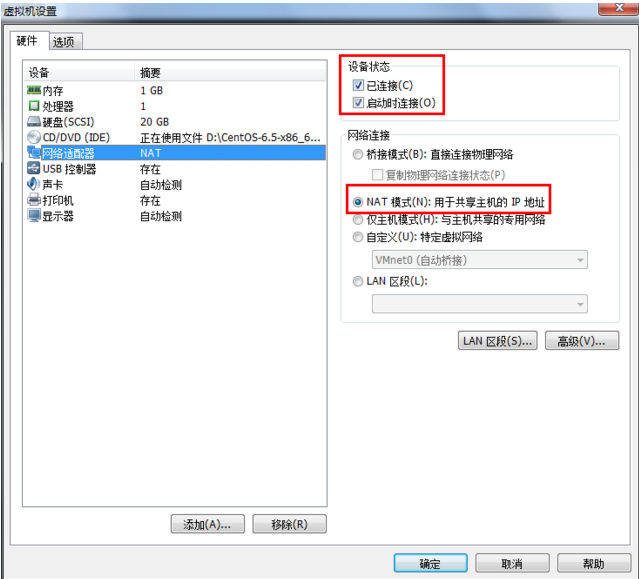 虚拟机设置
硬件 选项
设备 摘要
内存 1 GB
处理器 1
硬盘(SCSI) 20 GB
CD/DVD (IDE) 正在使用文件 D:\CentOS-6.5-x86_6...
网络适配器 NAT
USB 控制器 存在
声卡 自动检测
打印机 存在
显示器 自动检测
添加(A)... 移除(R)
设备状态
已连接(C)
启动时连接(O)
网络连接
桥接模式(B): 直接连接物理网络
复制物理网络连接状态(P)
NAT 模式(N): 用于共享主机的 IP 地址
仅主机模式(H): 与主机共享的专用网络
自定义(U): 特定虚拟网络
VMnet0 (自动桥接)
LAN 区段(L):
LAN 区段(S)... 高级(V)...
确定 取消 帮助